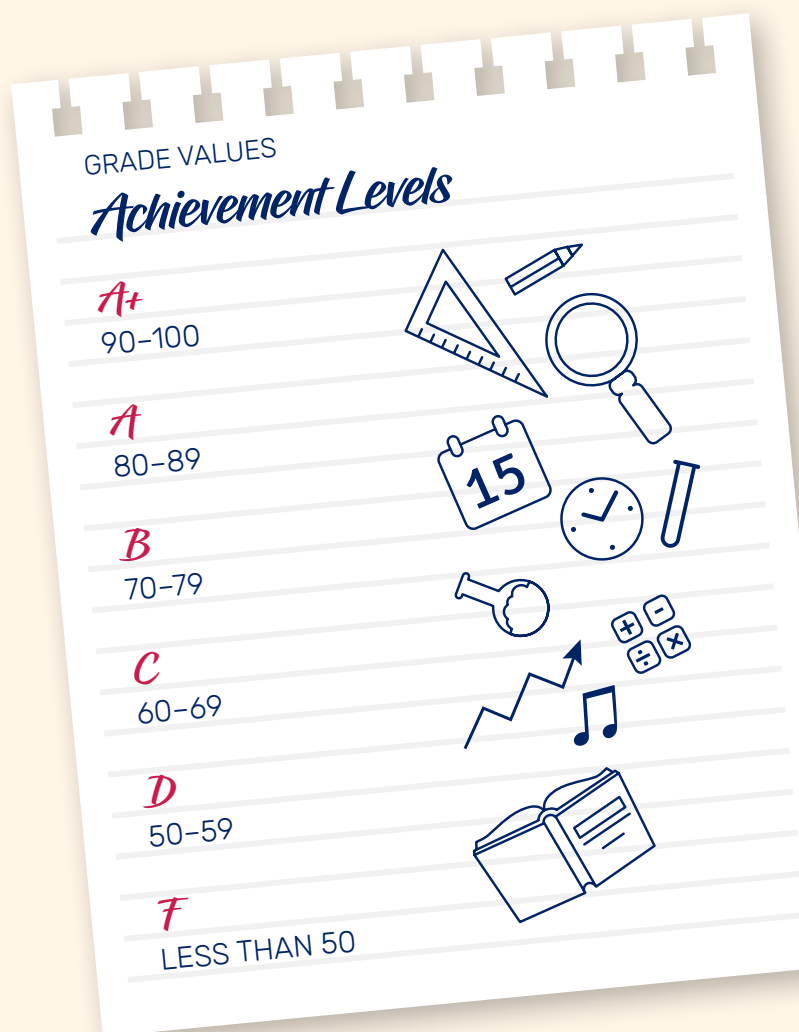 GRADE VALUES
Achievement Levels
A+
90–100
A
80–89
15
B
70–79
C
60–69
+ -
÷ ×
D
50–59
F
LESS THAN 50